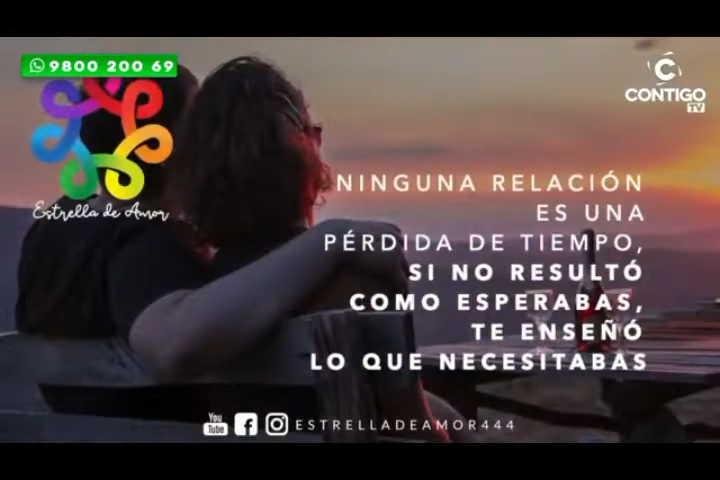 9800 200 69
CONTIGO
TV
Estrella de Amor
NINGUNA RELACIÓN
ES UNA
PÉRDIDA DE TIEMPO,
SI NO RESULTÓ
COMO ESPERABAS,
TE ENSEÑÓ
LO QUE NECESITABAS
You
Tube
ESTRELLADEAMOR444